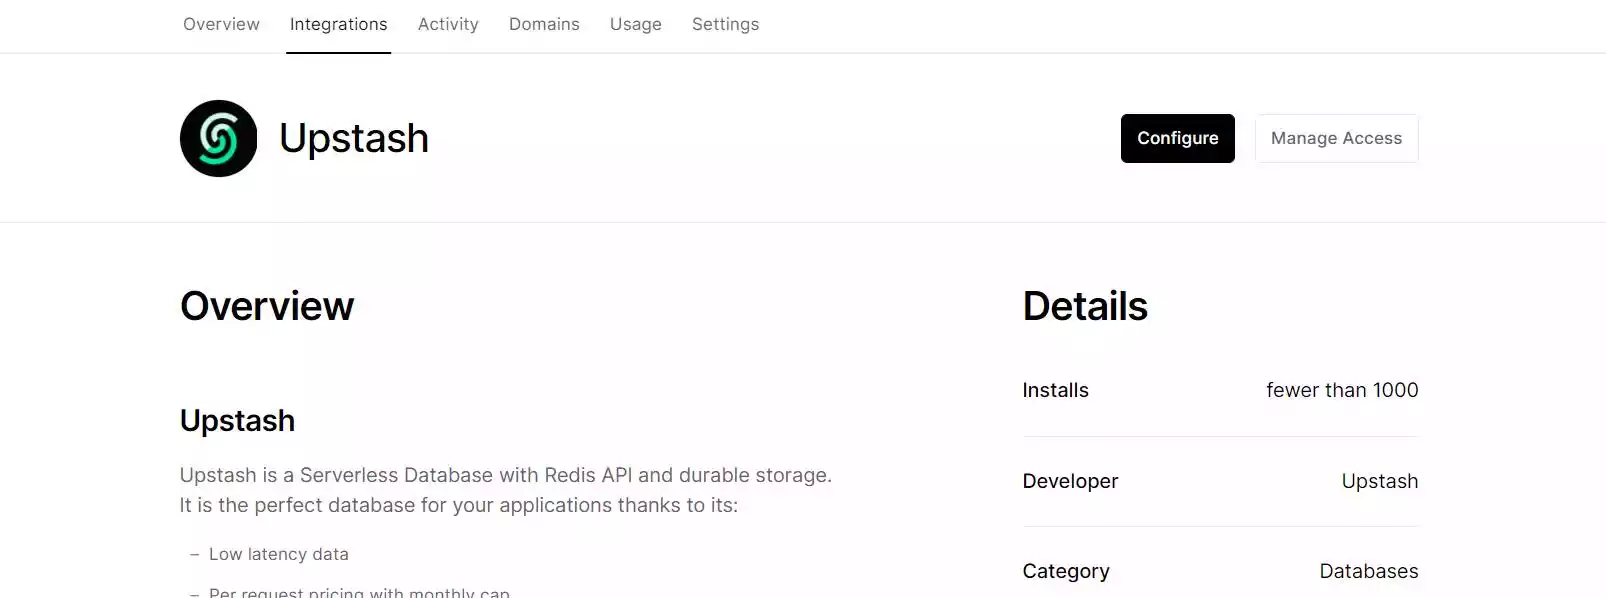 Overview Integrations Activity Domains Usage Settings
Upstash
Configure Manage Access
Overview
Upstash
Upstash is a Serverless Database with Redis API and durable storage.
It is the perfect database for your applications thanks to its:
– Low latency data
– Per request pricing with monthly cap
Details
Installs fewer than 1000
Developer Upstash
Category Databases